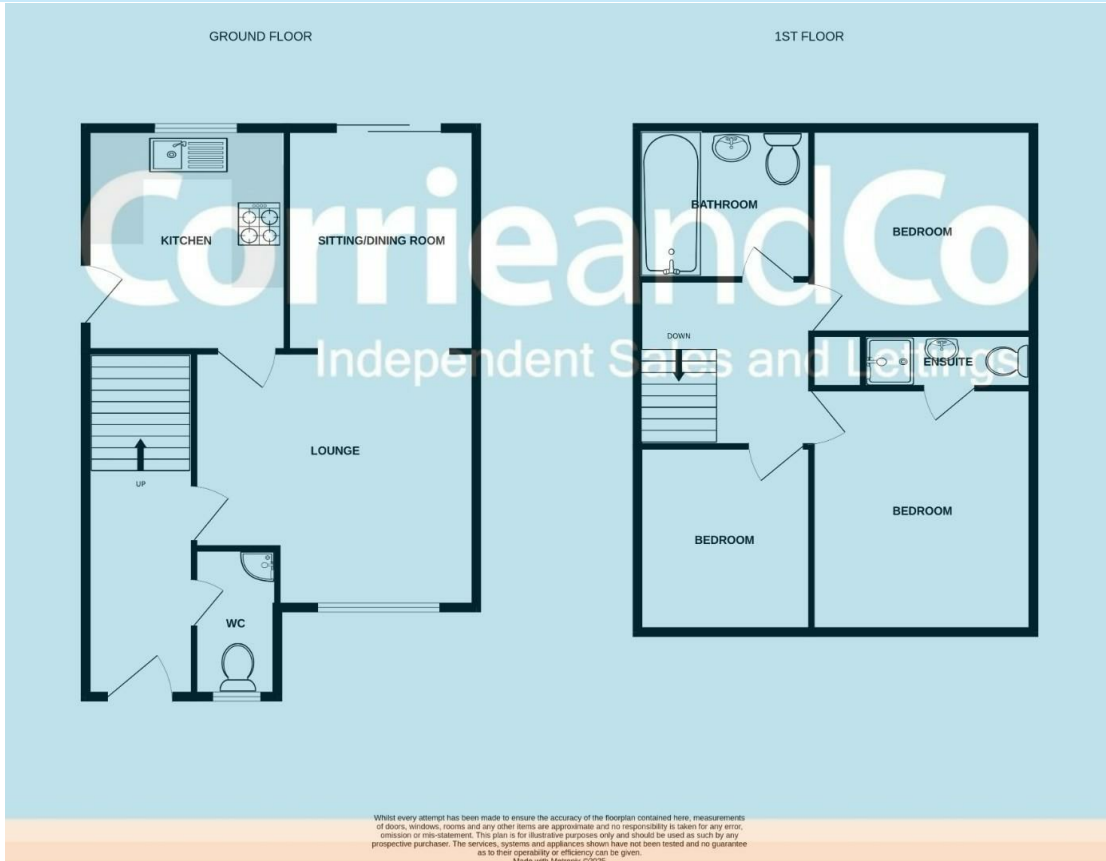 GROUND FLOOR
1ST FLOOR
CorrieandCo
Independent Sales and Lettings
KITCHEN
SITTING/DINING ROOM
LOUNGE
UP
WC
BATHROOM
BEDROOM
DOWN
ENSUITE
BEDROOM
BEDROOM
Whilst every attempt has been made to ensure the accuracy of the floorplan contained here, measurements
of doors, windows, rooms and any other items are approximate and no responsibility is taken for any error,
omission or mis-statement. This plan is for illustrative purposes only and should be used as such by any
prospective purchaser. The services, systems and appliances shown have not been tested and no guarantee
as to their operability or efficiency can be given.
Made with Metropix ©2025